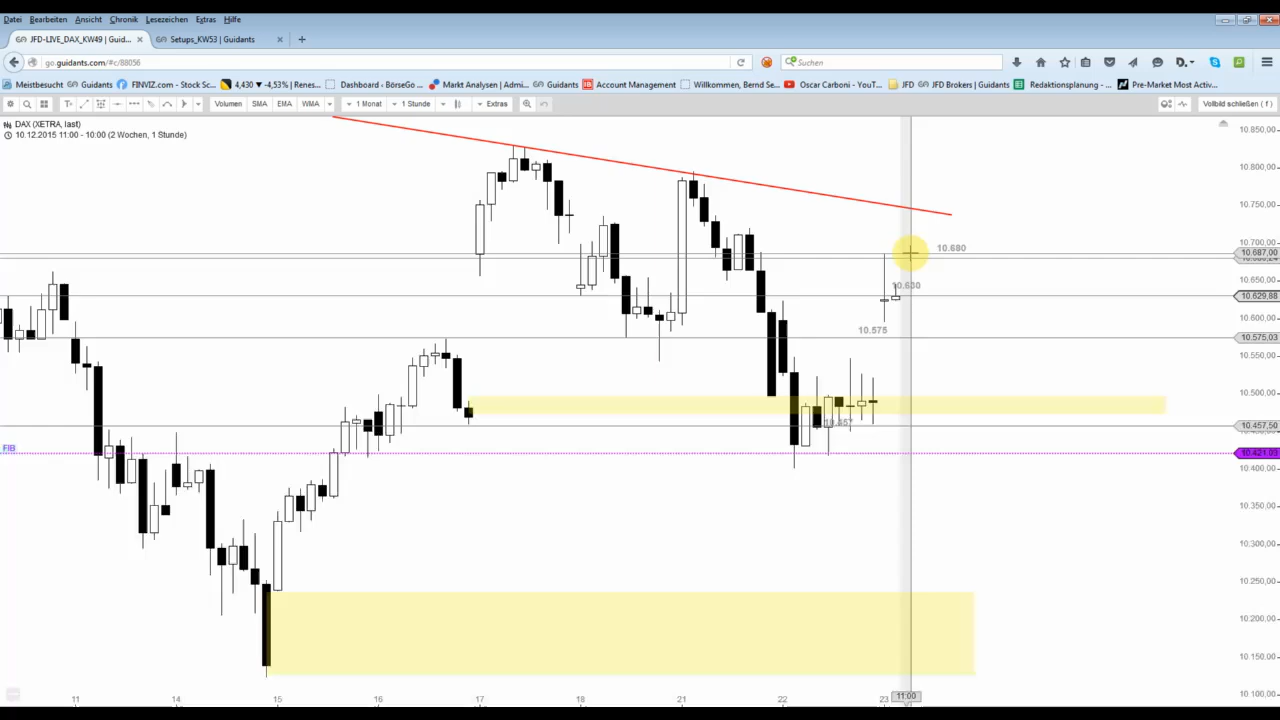 Datei Bearbeiten Ansicht Chronik Lesezeichen Extras Hilfe
JFD-LIVE_DAX_KW49 | Guid... × Setups_KW53 | Guidants × +
go.guidants.com/#c/88056 Suchen
Meistbesucht Guidants FINVIZ.com - Stock Sc... 4,430 ▼ -4,53% | Renes... Dashboard - BörseGo ... Markt Analysen | Admi... Guidants Account Management Willkommen, Bernd Se... Oscar Carboni - YouT... JFD JFD Brokers | Guidants Redaktionsplanung - ... Pre-Market Most Activ...
Volumen SMA EMA WMA 1 Monat 1 Stunde Extras Vollbild schließen ( f )
DAX (XETRA, last)
10.12.2015 11:00 - 10:00 (2 Wochen, 1 Stunde)
10.850,00
10.800,00
10.750,00
10.700,00
10.680
10.687,00
10.650,00
10.630
10.629,88
10.600,00
10.575
10.575,03
10.550,00
10.500,00
10.457,50
FIB
10.421,03
10.400,00
10.350,00
10.300,00
10.250,00
10.200,00
10.150,00
10.100,00
11 14 15 16 17 18 21 22 23 11:00